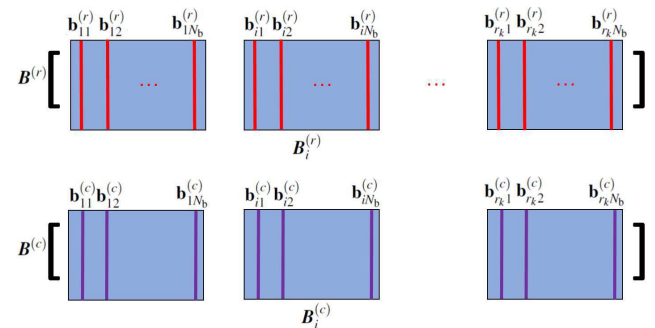 b_{11}^{(r)} b_{12}^{(r)} b_{1N_b}^{(r)} b_{i1}^{(r)} b_{i2}^{(r)} b_{iN_b}^{(r)} b_{r_k1}^{(r)} b_{r_k2}^{(r)} b_{r_kN_b}^{(r)}
B^{(r)} ... ... ... ...
B_i^{(r)}
b_{11}^{(c)} b_{12}^{(c)} b_{1N_b}^{(c)} b_{i1}^{(c)} b_{i2}^{(c)} b_{iN_b}^{(c)} b_{r_k1}^{(c)} b_{r_k2}^{(c)} b_{r_kN_b}^{(c)}
B^{(c)}
B_i^{(c)}